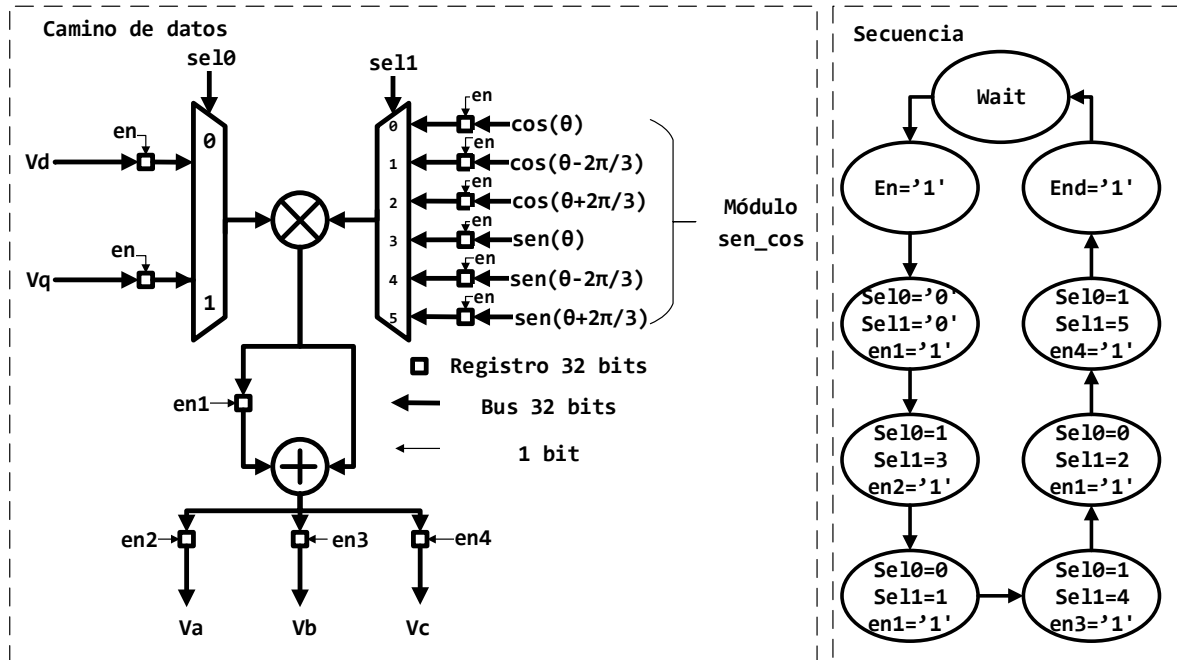 Camino de datos
sel0
sel1
en
en
0
0
cos(θ)
Vd
en
1
cos(θ-2π/3)
en
2
cos(θ+2π/3)
en
3
sen(θ)
Módulo
sen_cos
en
en
Vq
4
sen(θ-2π/3)
1
en
5
sen(θ+2π/3)
Registro 32 bits
en1
Bus 32 bits
1 bit
en2
en3
en4
Va
Vb
Vc
Secuencia
Wait
En=’1'
Sel0=’0'
Sel1=’0'
en1=’1'
Sel0=1
Sel1=3
en2=’1'
Sel0=0
Sel1=1
en1=’1'
Sel0=1
Sel1=4
en3=’1'
Sel0=0
Sel1=2
en1=’1'
Sel0=1
Sel1=5
en4=’1'
End=’1'